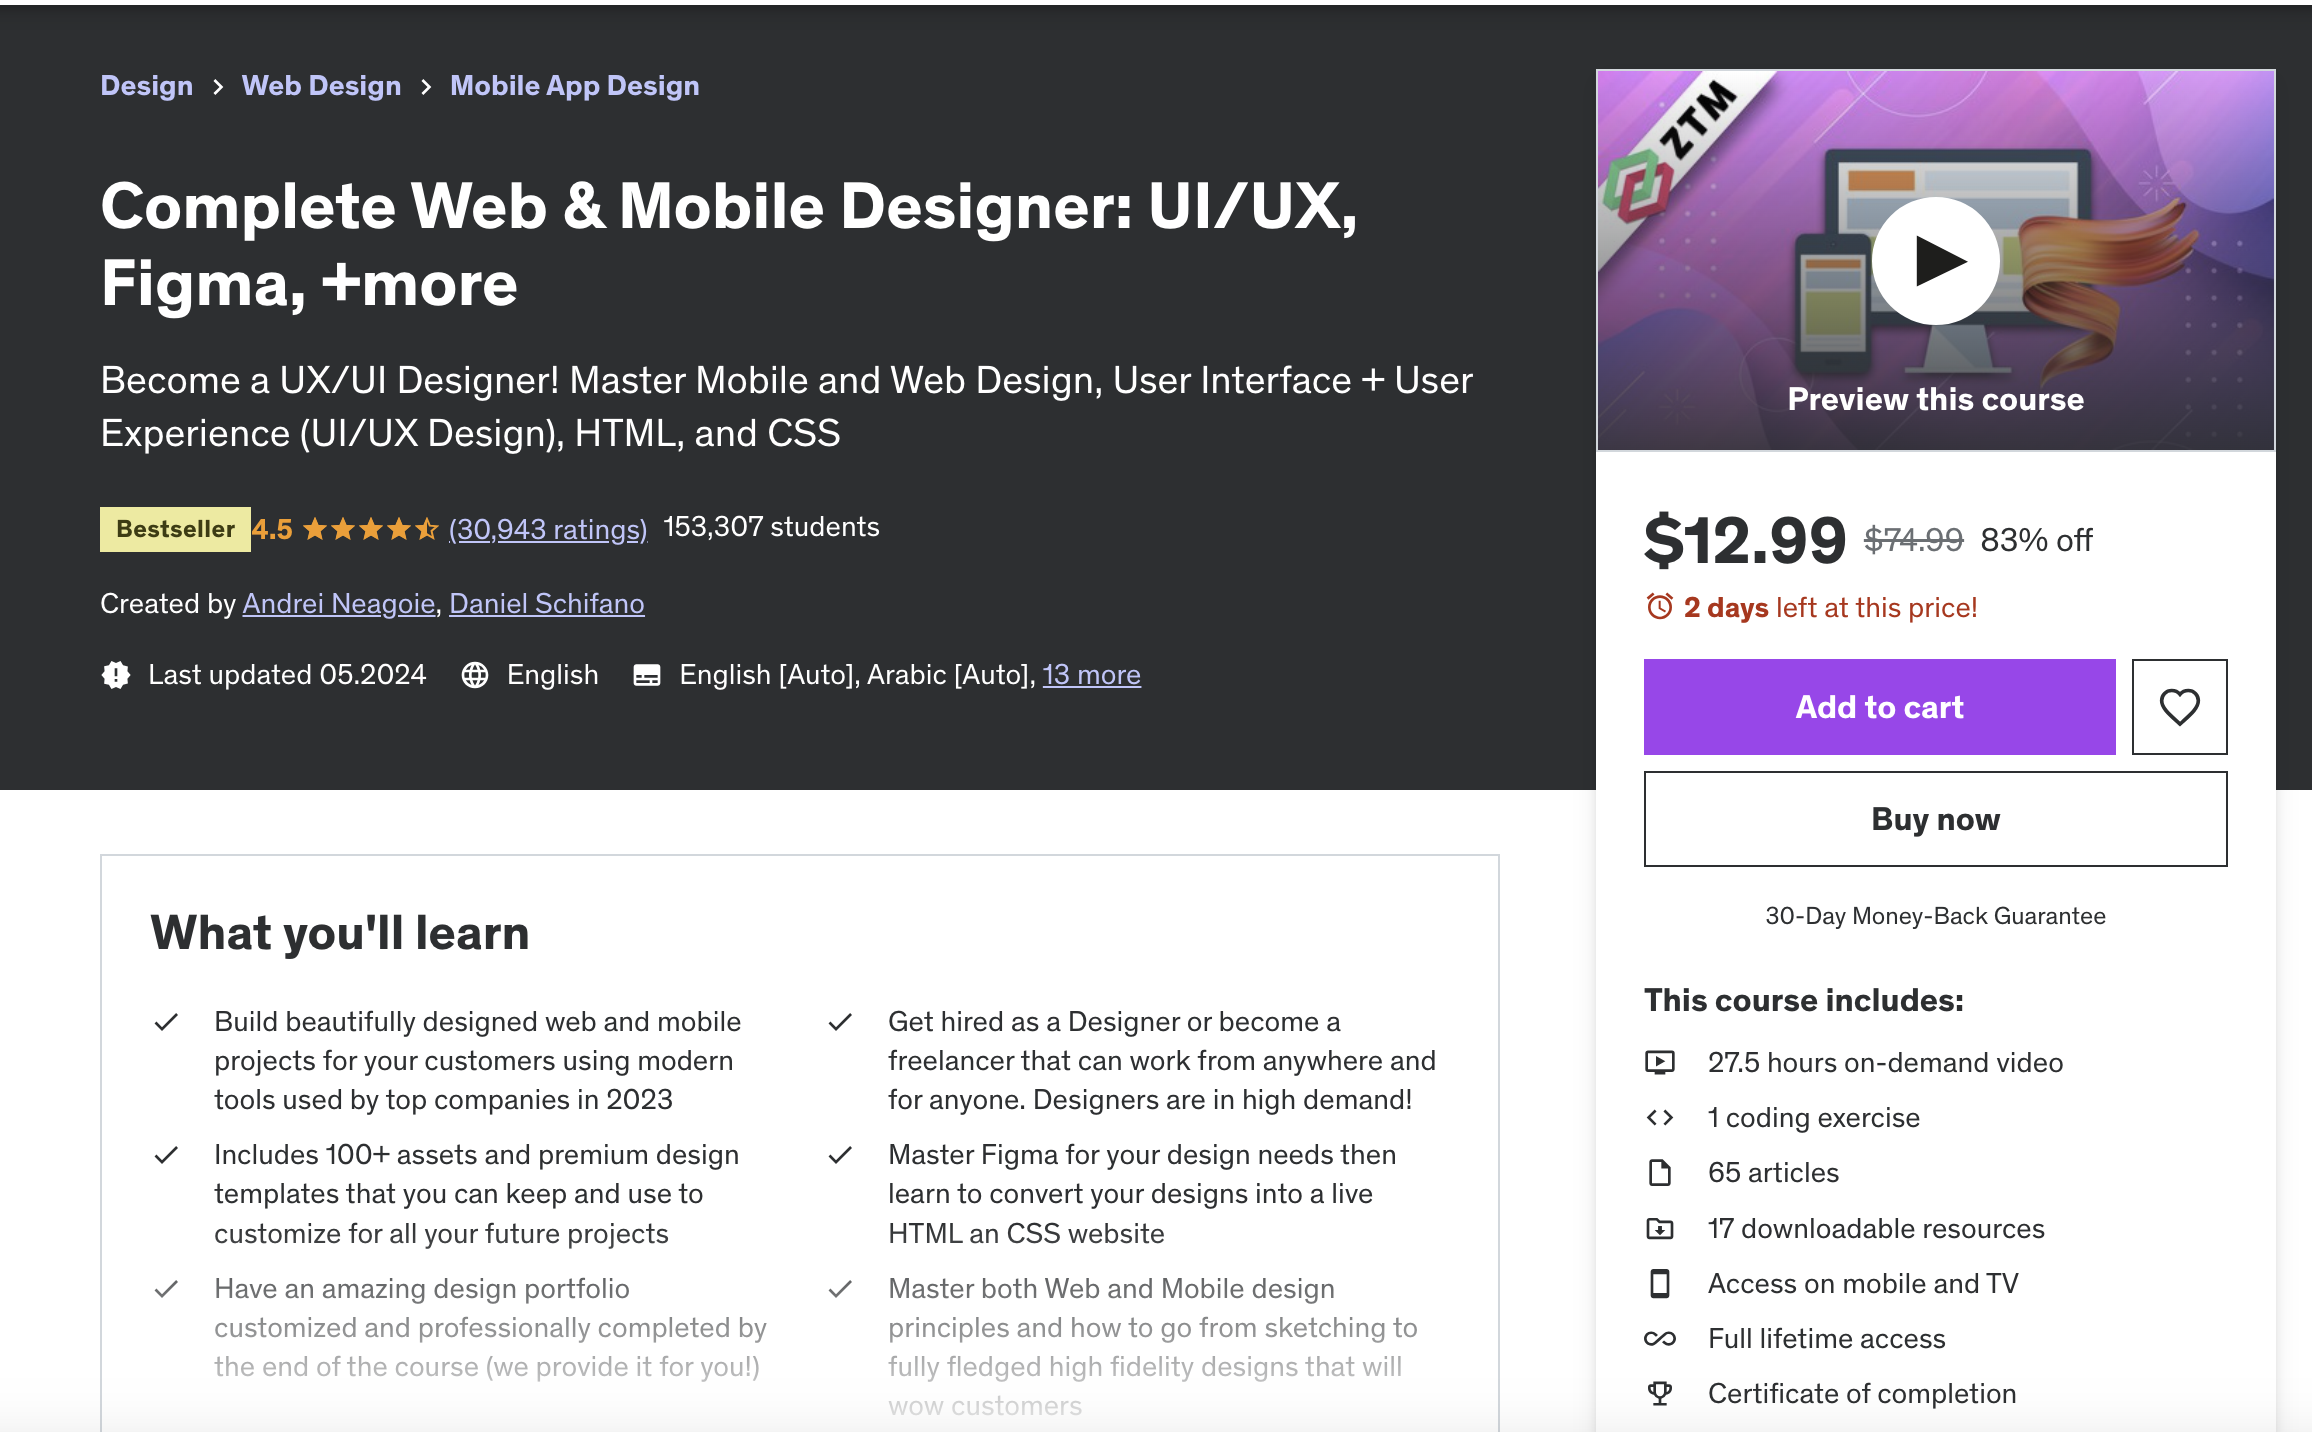 Design > Web Design > Mobile App Design
Complete Web & Mobile Designer: UI/UX,
Figma, +more
Become a UX/UI Designer! Master Mobile and Web Design, User Interface + User
Experience (UI/UX Design), HTML, and CSS
Bestseller 4.5 (30,943 ratings) 153,307 students
Created by Andrei Neagoie, Daniel Schifano
Last updated 05.2024 English English [Auto], Arabic [Auto], 13 more
ZTM
Preview this course
$12.99 $74.99 83% off
2 days left at this price!
Add to cart
Buy now
30-Day Money-Back Guarantee
This course includes:
27.5 hours on-demand video
1 coding exercise
65 articles
17 downloadable resources
Access on mobile and TV
Full lifetime access
Certificate of completion
What you'll learn
Build beautifully designed web and mobile
projects for your customers using modern
tools used by top companies in 2023
Includes 100+ assets and premium design
templates that you can keep and use to
customize for all your future projects
Have an amazing design portfolio
customized and professionally completed by
the end of the course (we provide it for you!)
Get hired as a Designer or become a
freelancer that can work from anywhere and
for anyone. Designers are in high demand!
Master Figma for your design needs then
learn to convert your designs into a live
HTML an CSS website
Master both Web and Mobile design
principles and how to go from sketching to
fully fledged high fidelity designs that will
wow customers